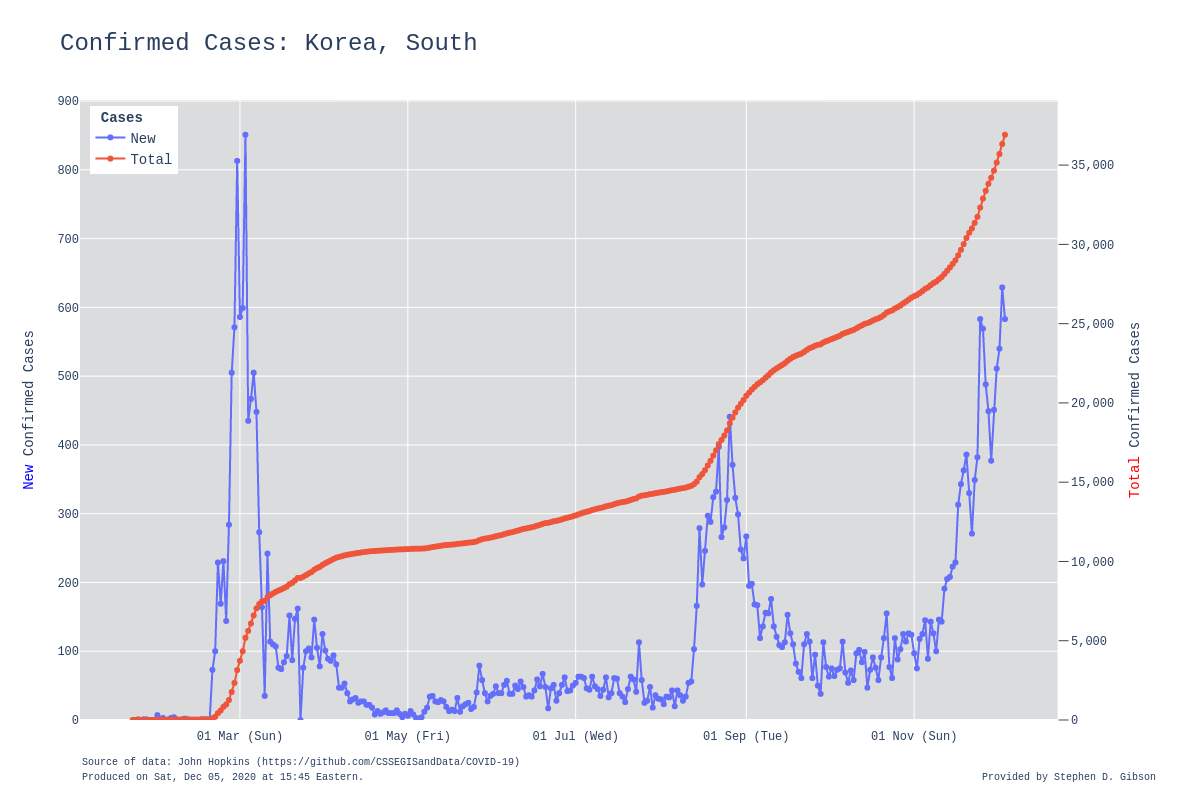 Confirmed Cases: Korea, South
Cases
New
Total
900
800
700
600
500
400
300
200
100
0
New Confirmed Cases
35,000
30,000
25,000
20,000
15,000
10,000
5,000
0
Total Confirmed Cases
01 Mar (Sun)
01 May (Fri)
01 Jul (Wed)
01 Sep (Tue)
01 Nov (Sun)
Source of data: John Hopkins (https://github.com/CSSEGISandData/COVID-19)
Produced on Sat, Dec 05, 2020 at 15:45 Eastern.
Provided by Stephen D. Gibson